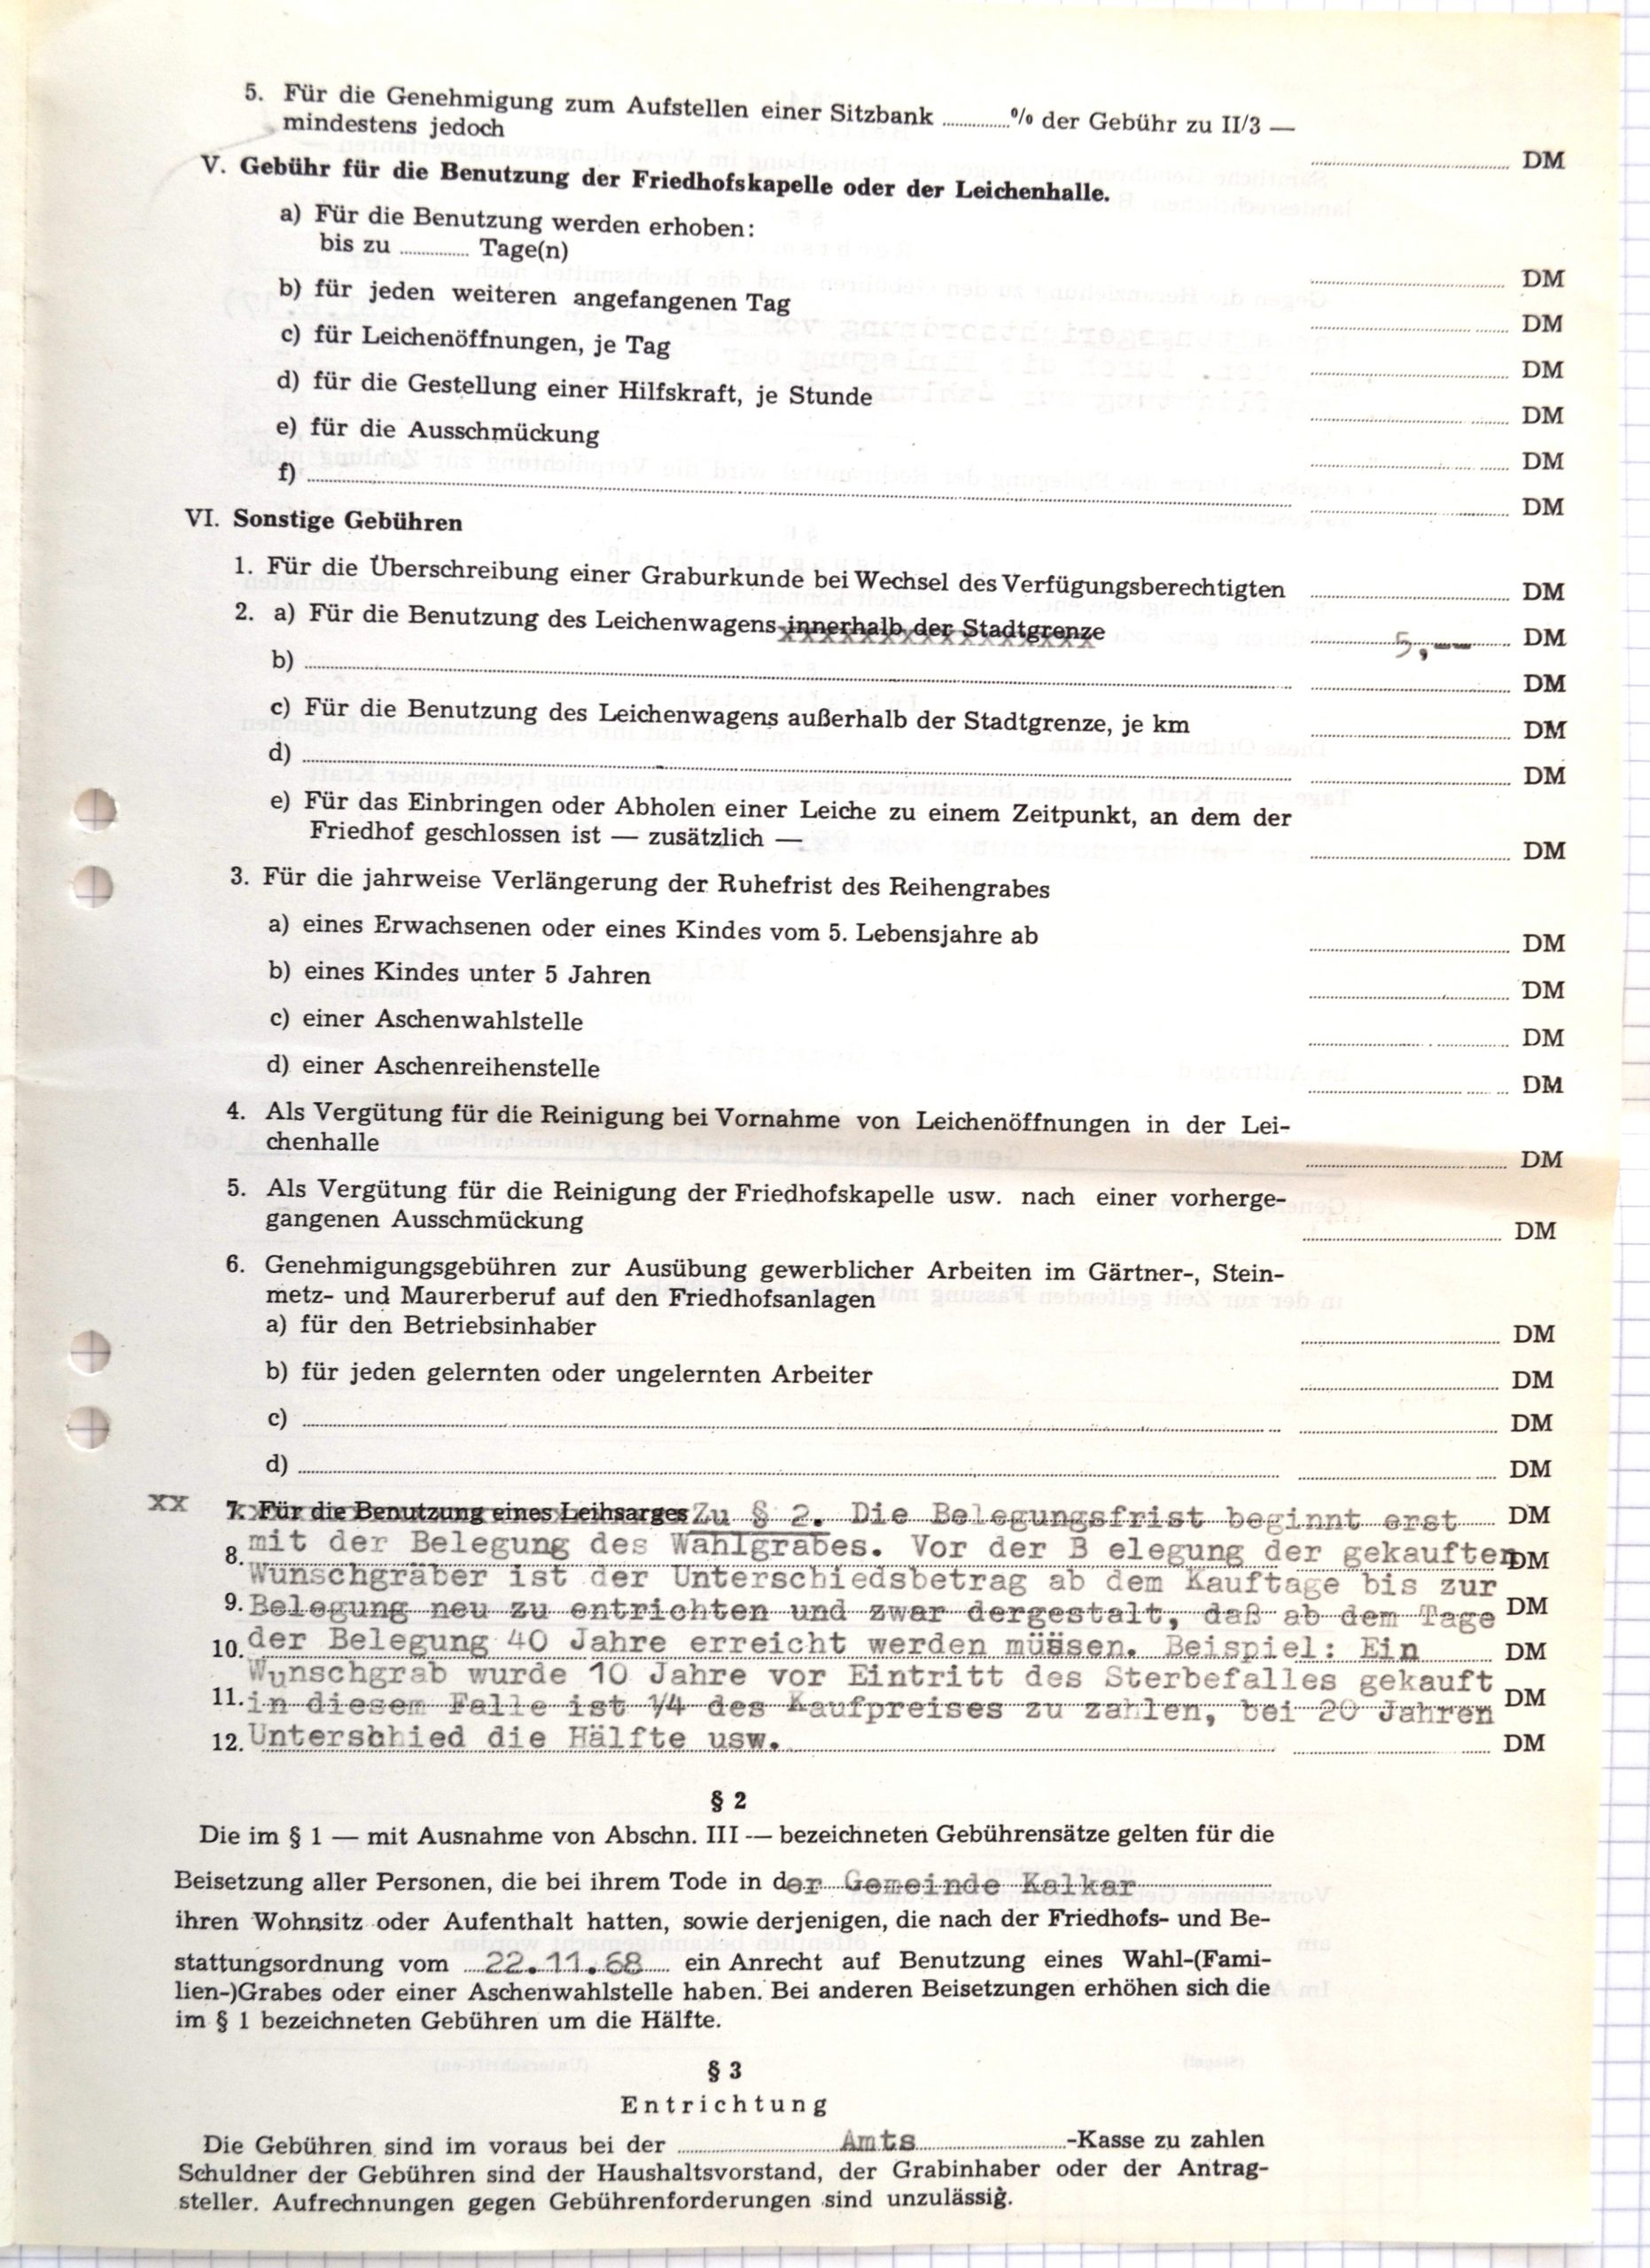 5. Für die Genehmigung zum Aufstellen einer Sitzbank ............% der Gebühr zu II/3 —
mindestens jedoch ............ DM
V. Gebühr für die Benutzung der Friedhofskapelle oder der Leichenhalle.
a) Für die Benutzung werden erhoben:
bis zu ............ Tage(n) ............ DM
b) für jeden weiteren angefangenen Tag ............ DM
c) für Leichenöffnungen, je Tag ............ DM
d) für die Gestellung einer Hilfskraft, je Stunde ............ DM
e) für die Ausschmückung ............ DM
f) ............ DM
VI. Sonstige Gebühren
1. Für die Überschreibung einer Graburkunde bei Wechsel des Verfügungsberechtigten ............ DM
2. a) Für die Benutzung des Leichenwagens innerhalb der Stadtgrenze 5,-- DM
b) ............ DM
c) Für die Benutzung des Leichenwagens außerhalb der Stadtgrenze, je km ............ DM
d) ............ DM
e) Für das Einbringen oder Abholen einer Leiche zu einem Zeitpunkt, an dem der
Friedhof geschlossen ist — zusätzlich — ............ DM
3. Für die jahrweise Verlängerung der Ruhefrist des Reihengrabes
a) eines Erwachsenen oder eines Kindes vom 5. Lebensjahre ab ............ DM
b) eines Kindes unter 5 Jahren ............ DM
c) einer Aschenwahlstelle ............ DM
d) einer Aschenreihenstelle ............ DM
4. Als Vergütung für die Reinigung bei Vornahme von Leichenöffnungen in der Lei-
chenhalle ............ DM
5. Als Vergütung für die Reinigung der Friedhofskapelle usw. nach einer vorherge-
gangenen Ausschmückung ............ DM
6. Genehmigungsgebühren zur Ausübung gewerblicher Arbeiten im Gärtner-, Stein-
metz- und Maurerberuf auf den Friedhofsanlagen
a) für den Betriebsinhaber ............ DM
b) für jeden gelernten oder ungelernten Arbeiter ............ DM
c) ............ DM
d) ............ DM
XX 7. Für die Benutzung eines Leihsarges Zu § 2. Die Belegungsfrist beginnt erst DM
8. mit der Belegung des Wahlgrabes. Vor der B elegung der gekauften DM
Wunschgräber ist der Unterschiedsbetrag ab dem Kauftage bis zur
9. Belegung neu zu entrichten und zwar dergestalt, daß ab dem Tage DM
10. der Belegung 40 Jahre erreicht werden müssen. Beispiel: Ein DM
Wunschgrab wurde 10 Jahre vor Eintritt des Sterbefalles gekauft
11. in diesem Falle ist 1/4 des Kaufpreises zu zahlen, bei 20 Jahren DM
12. Unterschied die Hälfte usw. ............ DM
§ 2
Die im § 1 — mit Ausnahme von Abschn. III — bezeichneten Gebührensätze gelten für die
Beisetzung aller Personen, die bei ihrem Tode in der Gemeinde Kalkar
ihren Wohnsitz oder Aufenthalt hatten, sowie derjenigen, die nach der Friedhofs- und Be-
stattungsordnung vom 22.11.68 ein Anrecht auf Benutzung eines Wahl-(Fami-
lien-)Grabes oder einer Aschenwahlstelle haben. Bei anderen Beisetzungen erhöhen sich die
im § 1 bezeichneten Gebühren um die Hälfte.
§ 3
Entrichtung
Die Gebühren sind im voraus bei der Amts-Kasse zu zahlen
Schuldner der Gebühren sind der Haushaltsvorstand, der Grabinhaber oder der Antrag-
steller. Aufrechnungen gegen Gebührenforderungen sind unzulässig.